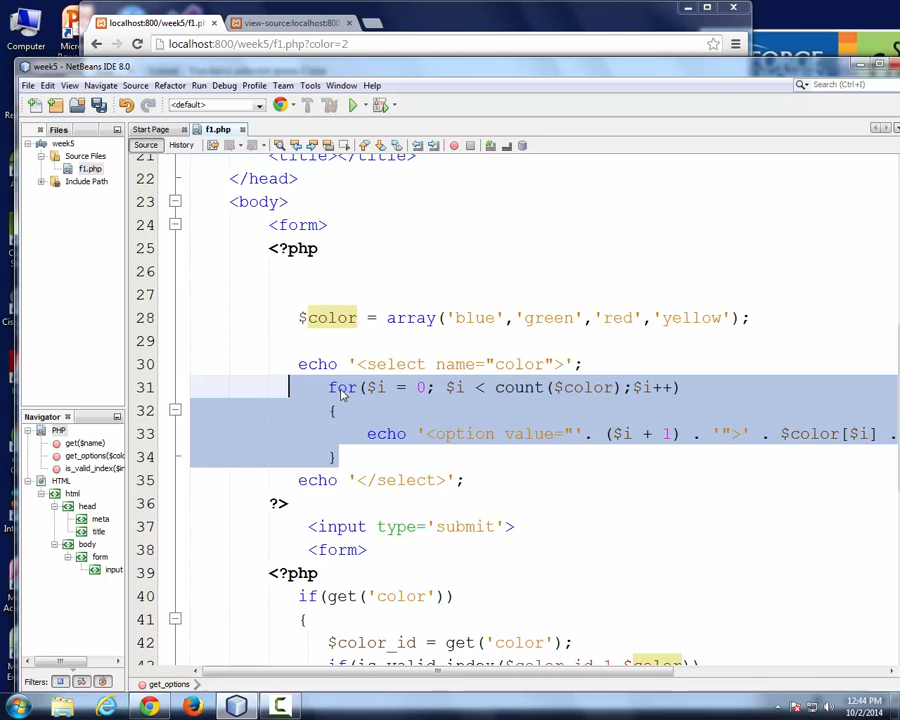 Computer
Micr
localhost:800/week5/f1.ph
view-source:localhost:800
localhost:800/week5/f1.php?color=2
week5 - NetBeans IDE 8.0
File Edit View Navigate Source Refactor Run Debug Profile Team Tools Window Help
Search (Ctrl+I)
<default>
Files
Start Page
f1.php
week5
Source Files
f1.php
Include Path
Source History
21 <title></title>
22 </head>
23 <body>
24 <form>
25 <?php
26
27
28 $color = array('blue','green','red','yellow');
29
30 echo '<select name="color">';
31 for($i = 0; $i < count($color);$i++)
32 {
33 echo '<option value="'. ($i + 1) . '">' . $color[$i] .
34 }
35 echo '</select>';
36 ?>
37 <input type='submit'>
38 <form>
39 <?php
40 if(get('color'))
41 {
42 $color_id = get('color');
43 if(is_valid_index($color_id-1,$color))
Navigator
PHP
get($name)
get_options($col
is_valid_index($in
HTML
html
head
meta
title
body
form
input
Filters:
get_options
12:44 PM
10/2/2014